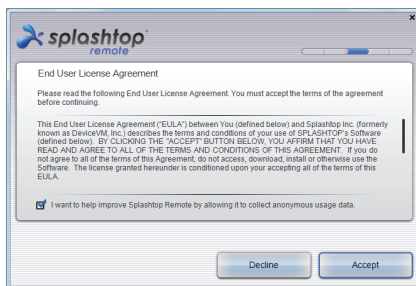 splashtop
remote
End User License Agreement
Please read the following End User License Agreement. You must accept the terms of the agreement
before continuing.
This End User License Agreement ("EULA") between You (defined below) and Splashtop Inc. (formerly
known as DeviceVM, Inc.) describes the terms and conditions of your use of SPLASHTOP's Software
(defined below). BY CLICKING THE "ACCEPT" BUTTON BELOW, YOU AFFIRM THAT YOU HAVE
READ AND AGREE TO ALL OF THE TERMS AND CONDITIONS OF THIS AGREEMENT. If you do
not agree to all of the terms of this Agreement, do not access, download, install or otherwise use the
Software. The license granted hereunder is conditioned upon your accepting all of the terms of this
EULA.
I want to help improve Splashtop Remote by allowing it to collect anonymous usage data.
Decline Accept